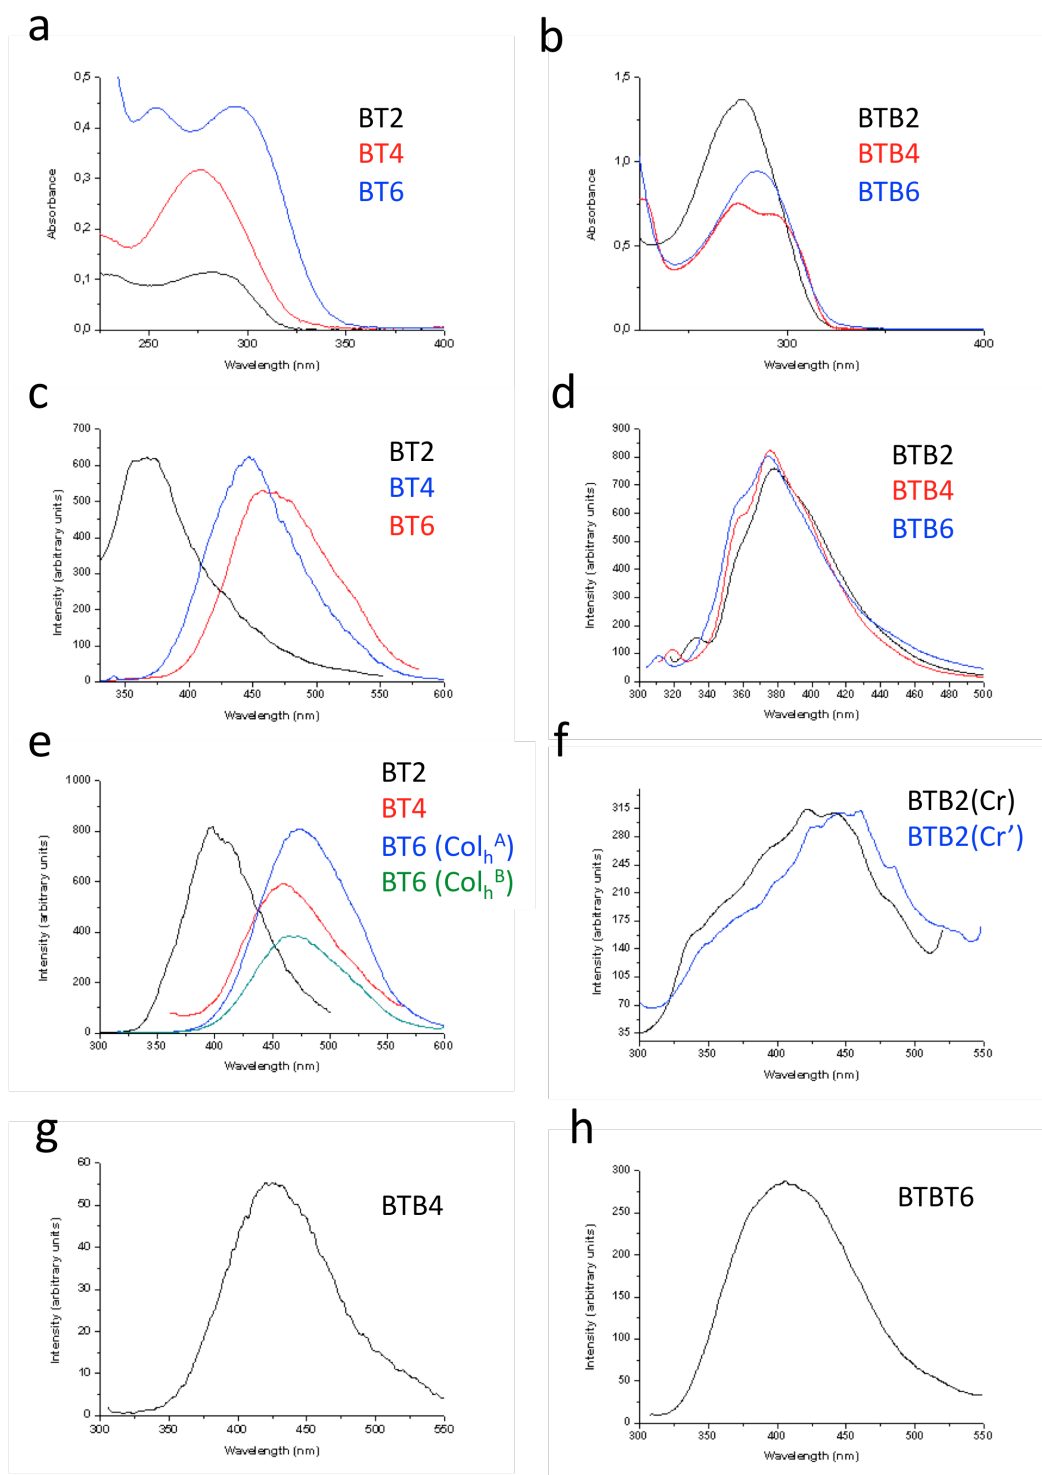 a
0,5
0,4
0,3
0,2
0,1
0,0
Absorbance
250
300
350
400
Wavelength (nm)
BT2
BT4
BT6
b
1,5
1,0
0,5
0,0
Absorbance
300
400
Wavelength (nm)
BTB2
BTB4
BTB6
c
700
600
500
400
300
200
100
0
Intensity (arbitrary units)
350
400
450
500
550
600
Wavelength (nm)
BT2
BT4
BT6
d
900
800
700
600
500
400
300
200
100
0
Intensity (arbitrary units)
300
320
340
360
380
400
420
440
460
480
500
Wavelength (nm)
BTB2
BTB4
BTB6
e
1000
800
600
400
200
0
Intensity (arbitrary units)
300
350
400
450
500
550
600
Wavelength (nm)
BT2
BT4
BT6 (ColhA)
BT6 (ColhB)
f
315
280
245
210
175
140
105
70
35
Intensity (arbitrary units)
300
350
400
450
500
550
Wavelength (nm)
BTB2(Cr)
BTB2(Cr’)
g
60
50
40
30
20
10
0
Intensity (arbitrary units)
300
350
400
450
500
550
Wavelength (nm)
BTB4
h
300
250
200
150
100
50
0
Intensity (arbitrary units)
300
350
400
450
500
550
Wavelength (nm)
BTBT6